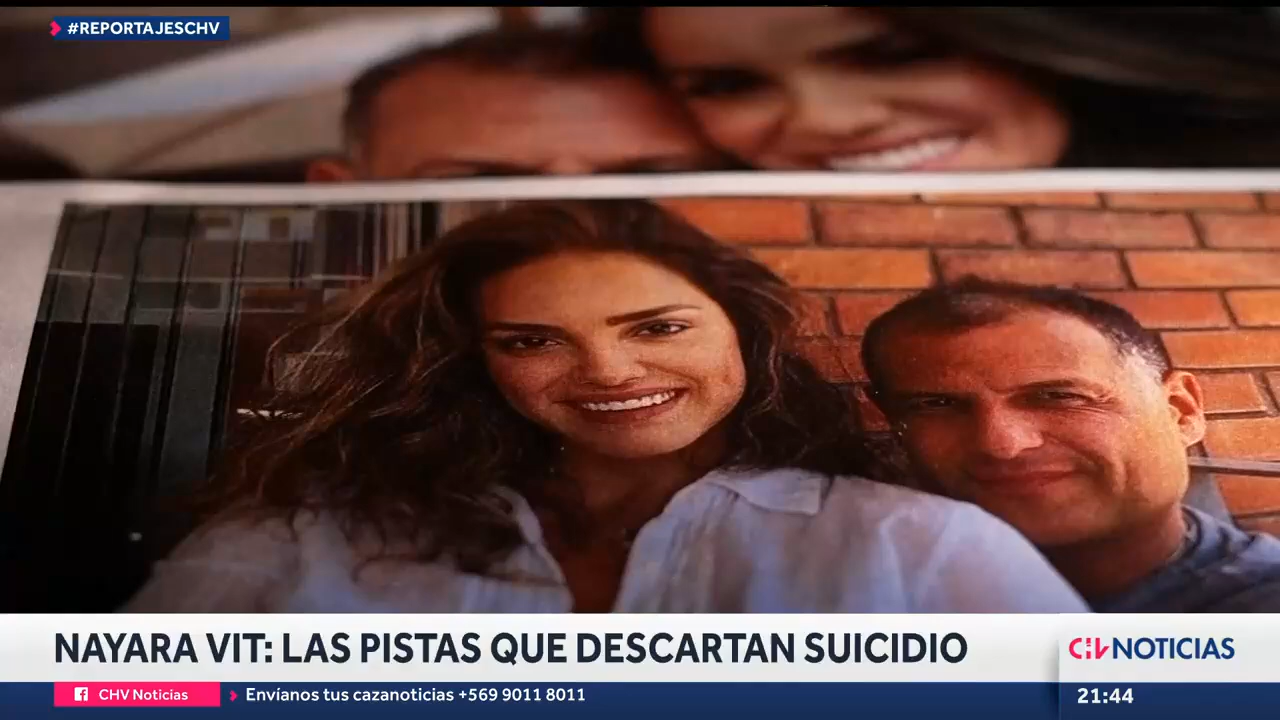 #REPORTAJESCHV
NAYARA VIT: LAS PISTAS QUE DESCARTAN SUICIDIO
CHV NOTICIAS
CHV Noticias
Envíanos tus cazanoticias +569 9011 8011
21:44